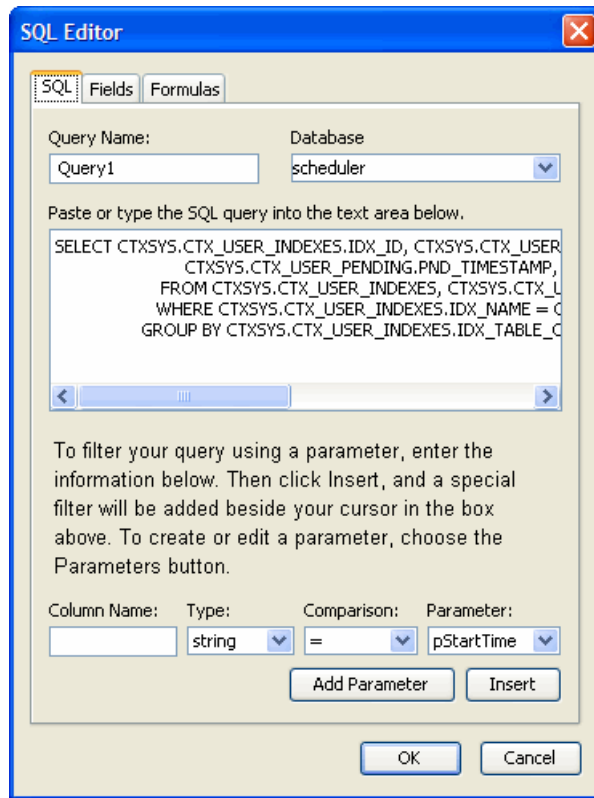 SQL Editor
SQL Fields Formulas
Query Name: Database
Query1 scheduler
Paste or type the SQL query into the text area below.
SELECT CTXSYS.CTX_USER_INDEXES.IDX_ID, CTXSYS.CTX_USER
CTXSYS.CTX_USER_PENDING.PND_TIMESTAMP,
FROM CTXSYS.CTX_USER_INDEXES, CTXSYS.CTX_U
WHERE CTXSYS.CTX_USER_INDEXES.IDX_NAME = C
GROUP BY CTXSYS.CTX_USER_INDEXES.IDX_TABLE_O
To filter your query using a parameter, enter the
information below. Then click Insert, and a special
filter will be added beside your cursor in the box
above. To create or edit a parameter, choose the
Parameters button.
Column Name: Type: Comparison: Parameter:
string = pStartTime
Add Parameter Insert
OK Cancel